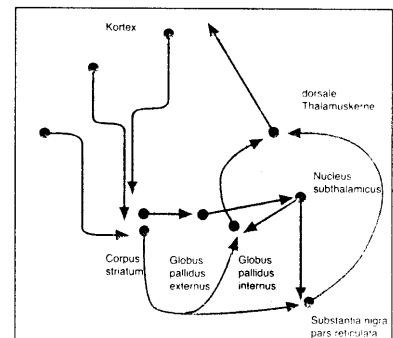 Kortex
dorsale
Thalamuskerne
Nucleus
subthalamicus
Corpus
striatum
Globus
pallidus
externus
Globus
pallidus
internus
Substantia nigra
pars reticulata